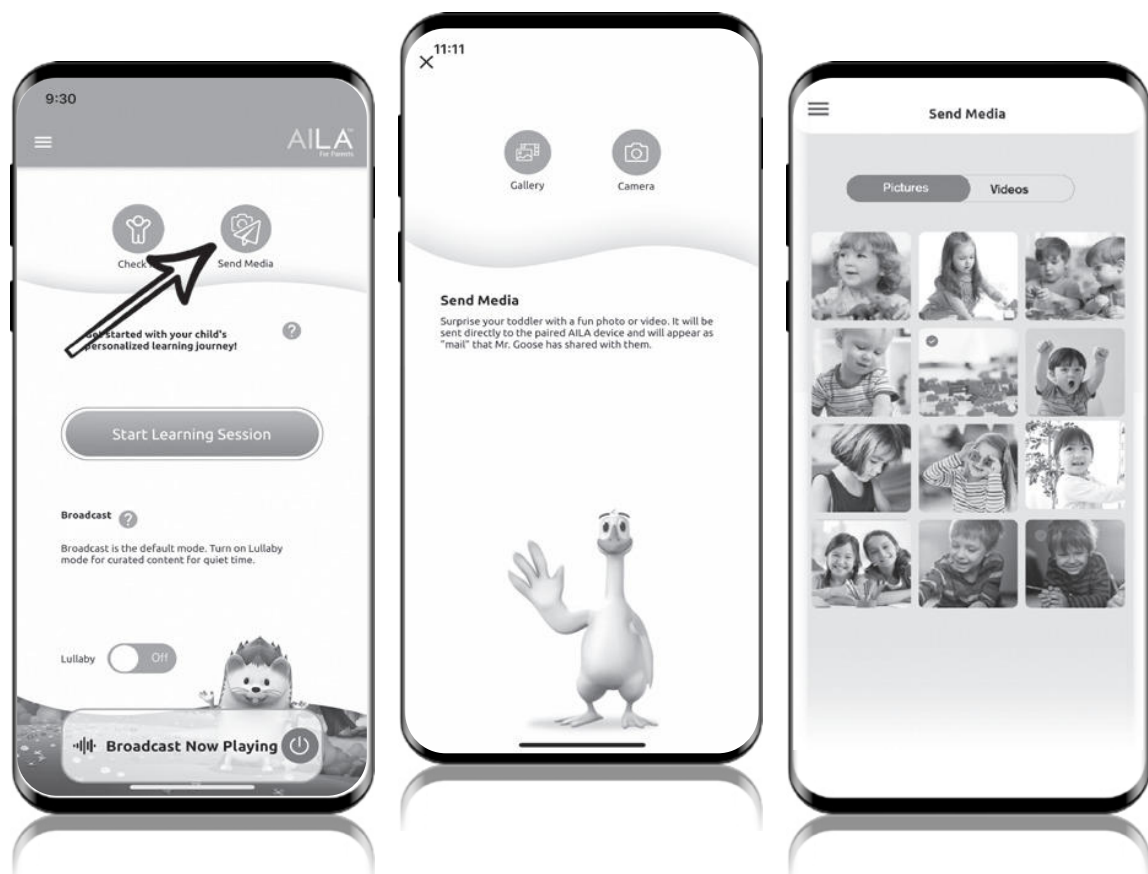 9:30
AILA™
For Parents
Check
Send Media
Get started with your child's
personalized learning journey!
?
Start Learning Session
Broadcast ?
Broadcast is the default mode. Turn on Lullaby
mode for curated content for quiet time.
Lullaby Off
Broadcast Now Playing
11:11
Gallery
Camera
Send Media
Surprise your toddler with a fun photo or video. It will be
sent directly to the paired AILA device and will appear as
"mail" that Mr. Goose has shared with them.
Send Media
Pictures
Videos